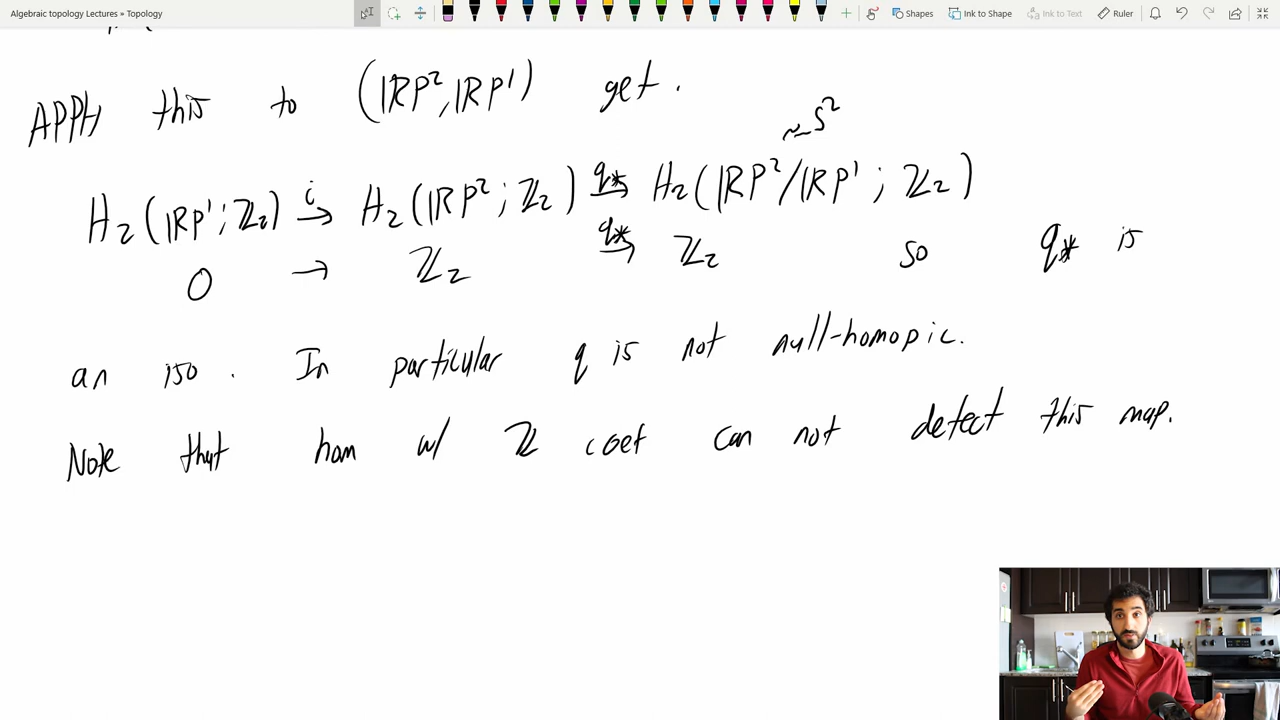 Algebraic topology Lectures » Topology
Shapes Ink to Shape Ink to Text Ruler
this to (ℝP², ℝP¹) get.
≃ S²
H₂(ℝP¹; ℤ₂) i→ H₂(ℝP²; ℤ₂) q*→ H₂(ℝP²/ℝP¹; ℤ₂)
0 → ℤ₂ q*→ ℤ₂ so q* is
an iso. In particular q is not null-homopic.
Note that hom w/ ℤ coef can not detect this map.